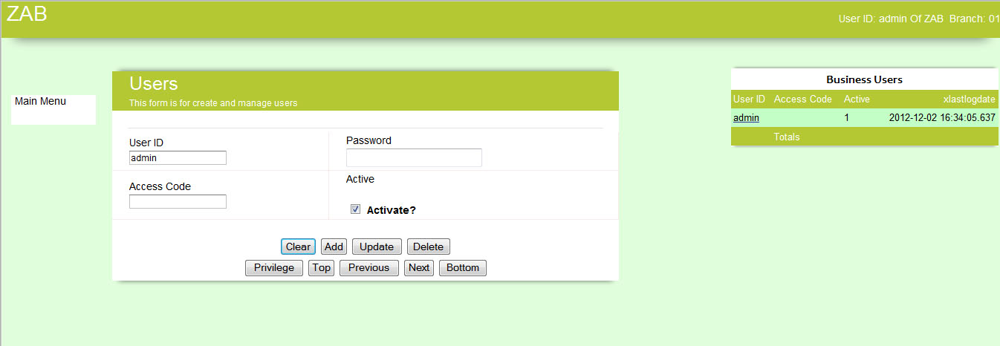 ZAB
User ID: admin Of ZAB Branch: 01
Main Menu
Users
This form is for create and manage users
User ID
admin
Password
Access Code
Active
Activate?
Clear Add Update Delete
Privilege Top Previous Next Bottom
Business Users
User ID Access Code Active xlastlogdate
admin 1 2012-12-02 16:34:05.637
Totals